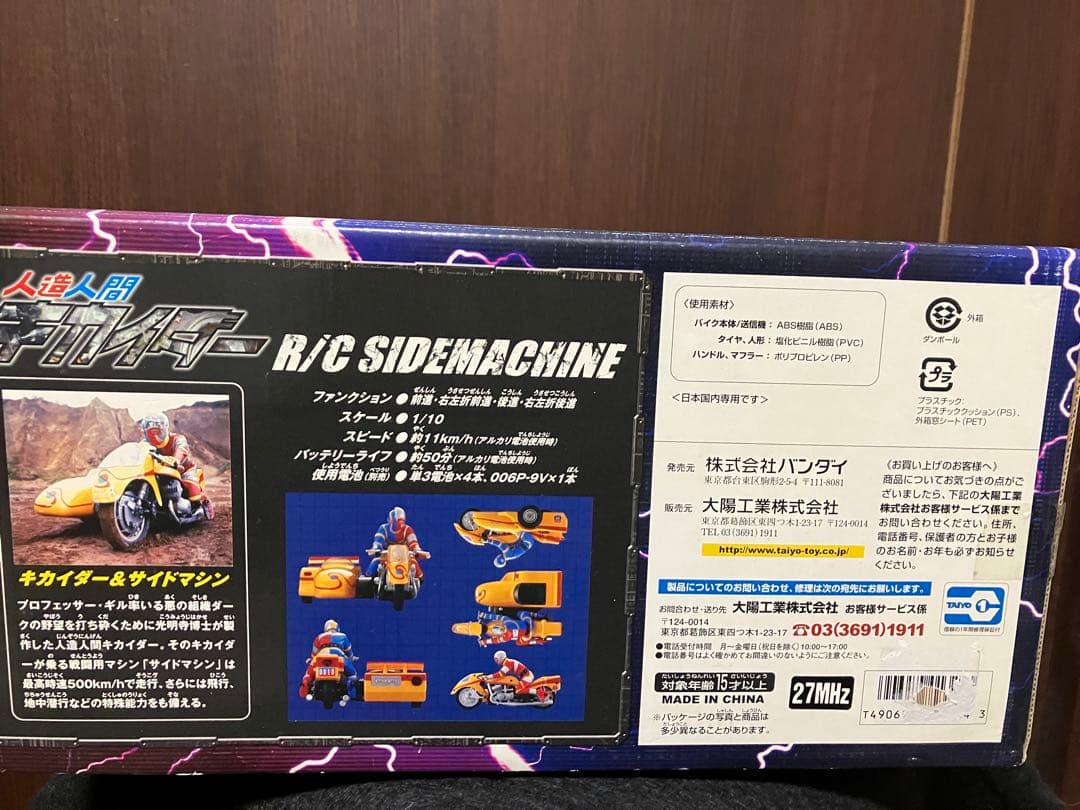 人造人間
キカイダー
R/C SIDEMACHINE
ファンクション●前進・右左折前進・後進・右左折後進
スケール●1/10
スピード●約11km/h(アルカリ電池使用時)
バッテリーライフ●約50分(アルカリ電池使用時)
使用電池(別売)●単3電池×4本、006P-9V×1本
キカイダー&サイドマシン
プロフェッサー・ギル率いる悪の組織ダー
クの野望を打ち砕くために光明寺博士が製
作した人造人間キカイダー。そのキカイダ
ーが乗る戦闘用マシン「サイドマシン」は
最高時速500km/hで走行、さらには飛行、
地中潜行などの特殊能力をも備える。
〈使用素材〉
バイク本体/送信機:ABS樹脂(ABS)
タイヤ、人形:塩化ビニル樹脂(PVC)
ハンドル、マフラー:ポリプロピレン(PP)
<日本国内専用です>
外箱
ダンボール
プラ
プラスチック:
プラスチッククッション(PS)、
外箱窓シート(PET)
発売元 株式会社バンダイ
東京都台東区駒形2-5-4 〒111-8081
販売元 大陽工業株式会社
東京都葛飾区東四つ木1-23-17 〒124-0014
TEL 03(3691)1911
http://www.taiyo-toy.co.jp/
〈お買い上げのお客様へ〉
商品についてお気づきの点がご
ざいましたら、下記の大陽工業
株式会社お客様サービス係まで
お問い合わせください。住所、
電話番号、保護者の方とお子様
のお名前・お年も必ずお知らせ
ください。
製品についてのお問い合わせ、修理は次の宛先にお願いします。
お問合わせ・送り先 大陽工業株式会社 お客様サービス係
〒124-0014
東京都葛飾区東四つ木1-23-17 ☎03(3691)1911
●電話受付時間 月〜金曜日(祝日を除く)10:00〜17:00
●電話番号はよく確かめてお間違いのないようにご注意ください。
TAIYO 1
信頼の1年間修理保証付
対象年齢15才以上
MADE IN CHINA
27MHz
※パッケージの写真と商品は
多少異なることがあります。
T4906
3